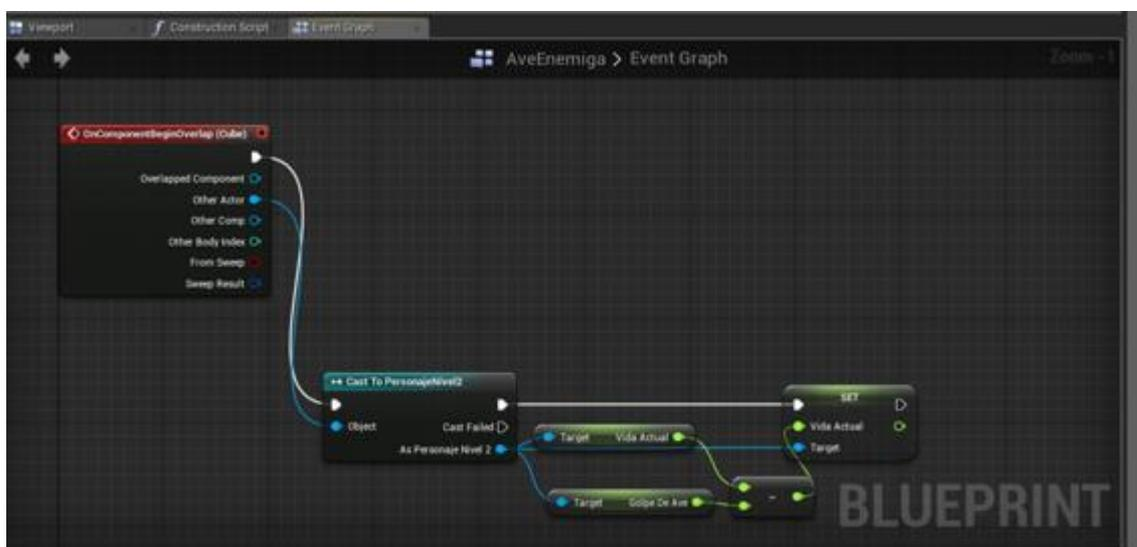 Viewport
Construction Script
Event Graph
AveEnemiga > Event Graph
Zoom -1
OnComponentBeginOverlap (Cube)
Overlapped Component
Other Actor
Other Comp
Other Body Index
From Sweep
Sweep Result
Cast To PersonajeNivel2
Object
Cast Failed
As Personaje Nivel 2
Target
Vida Actual
Target
Golpe De Ave
-
SET
Vida Actual
Target
BLUEPRINT